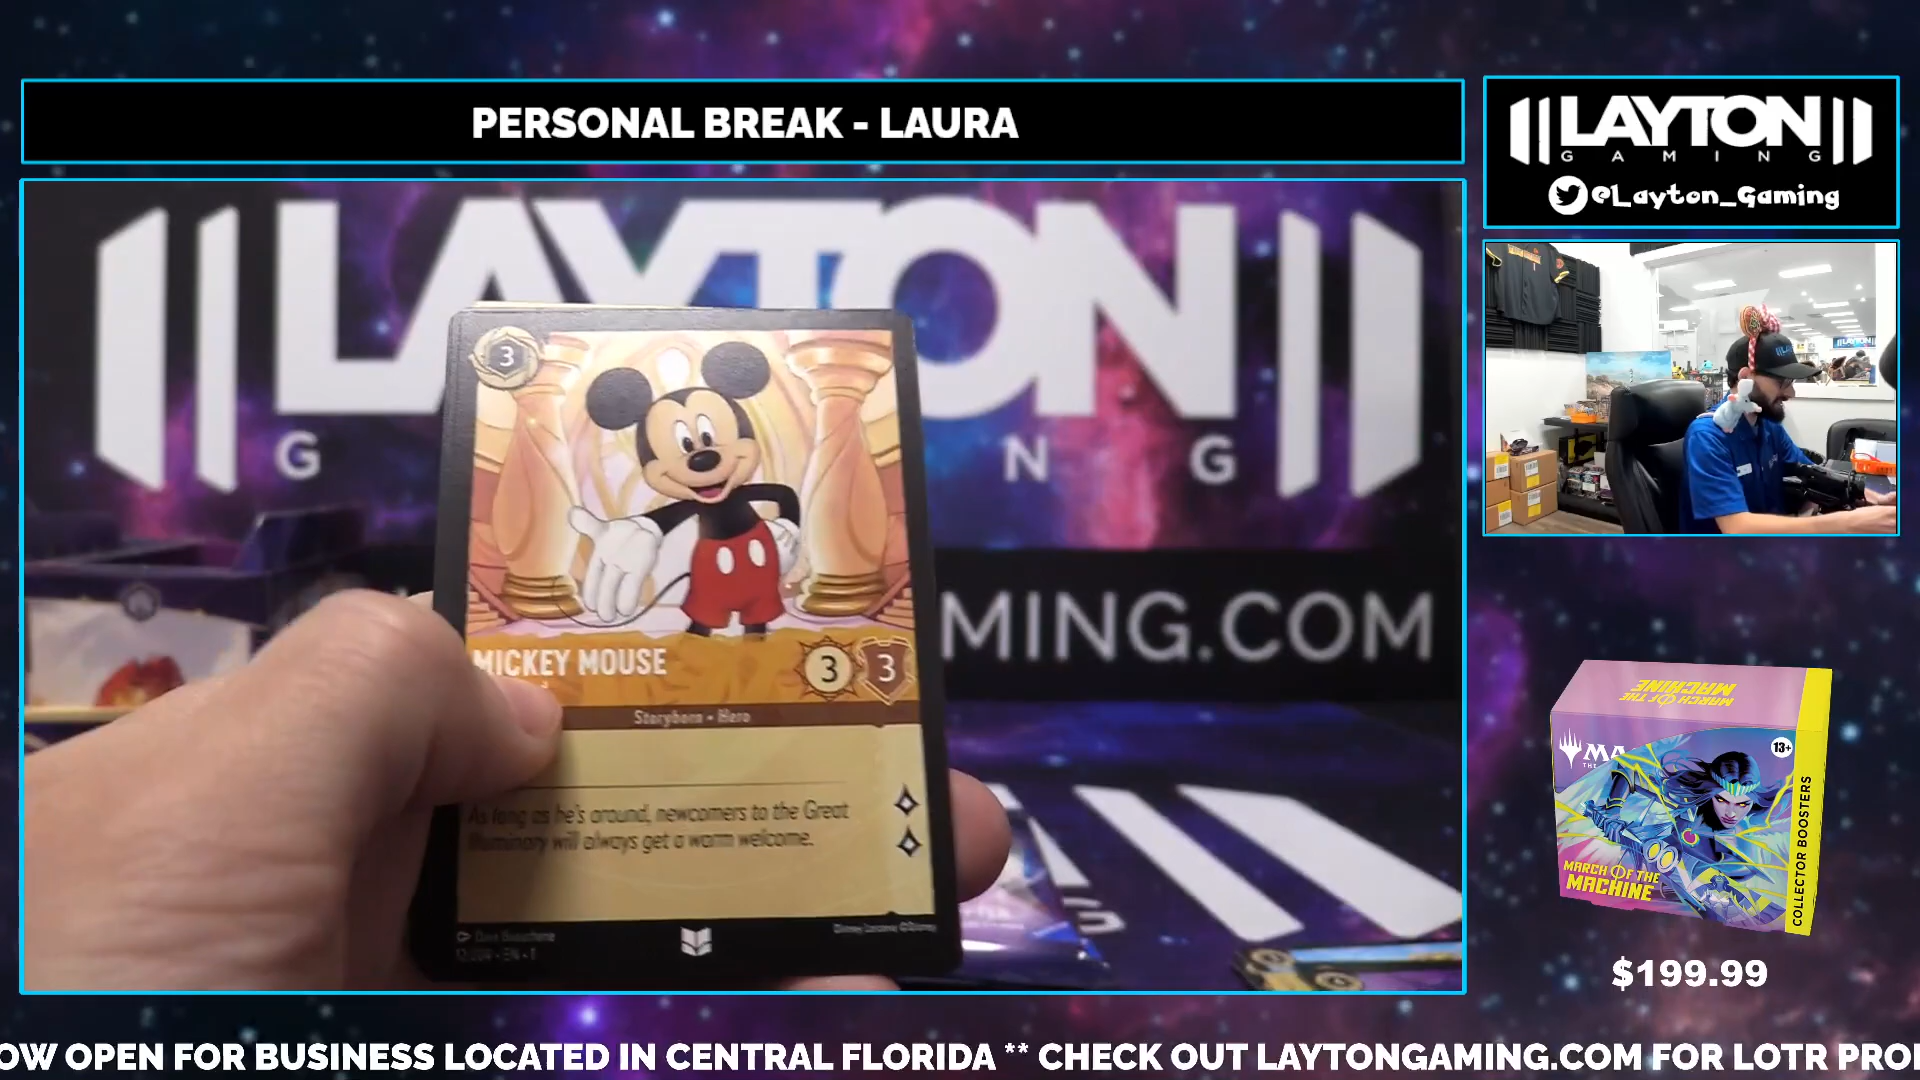 PERSONAL BREAK - LAURA
LAYTON
GAMING
@Layton_Gaming
LAYTON
G N G
MING.COM
3
MICKEY MOUSE
3 3
Storyborn • Hero
As long as he's around, newcomers to the Great
Illuminary will always get a warm welcome.
MARCH OF THE
MACHINE
13+
MA
THE
MARCH OF THE
MACHINE
COLLECTOR BOOSTERS
$199.99
OW OPEN FOR BUSINESS LOCATED IN CENTRAL FLORIDA ** CHECK OUT LAYTONGAMING.COM FOR LOTR PRO